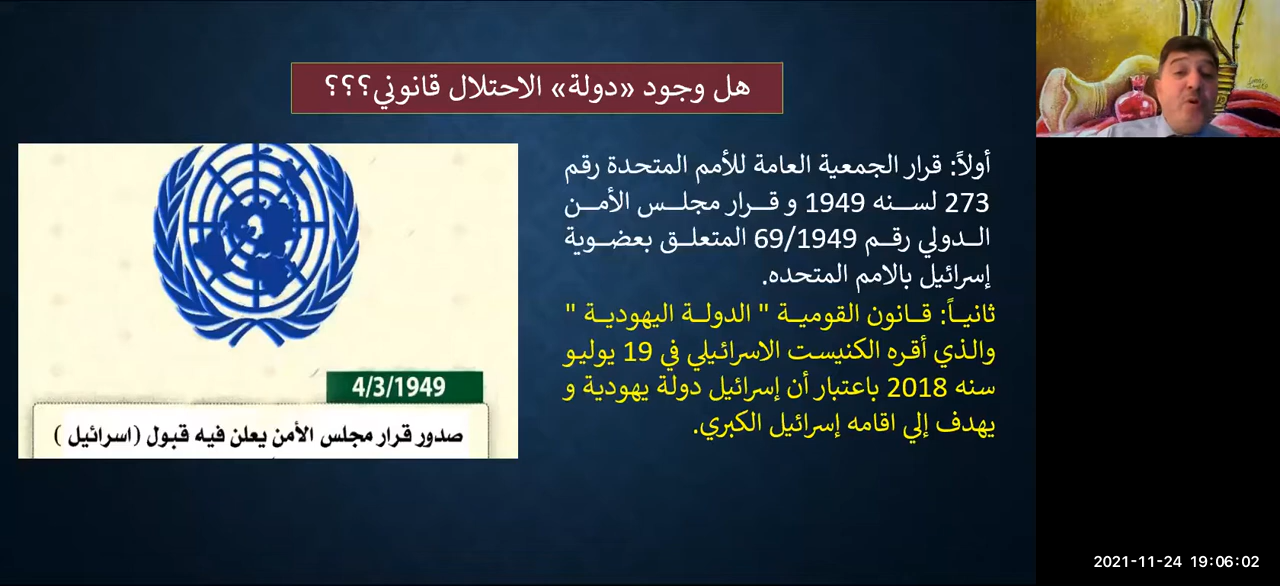 هل وجود «دولة» الاحتلال قانوني؟؟؟
أولاً: قرار الجمعية العامة للأمم المتحدة رقم
273 لسنه 1949 و قرار مجلس الأمن
الدولي رقم 69/1949 المتعلق بعضوية
إسرائيل بالامم المتحده.
ثانياً: قانون القومية " الدولة اليهودية "
والذي أقره الكنيست الاسرائيلي في 19 يوليو
سنه 2018 باعتبار أن إسرائيل دولة يهودية و
يهدف إلي اقامه إسرائيل الكبري.
4/3/1949
صدور قرار مجلس الأمن يعلن فيه قبول (اسرائيل )
2021-11-24 19:06:02